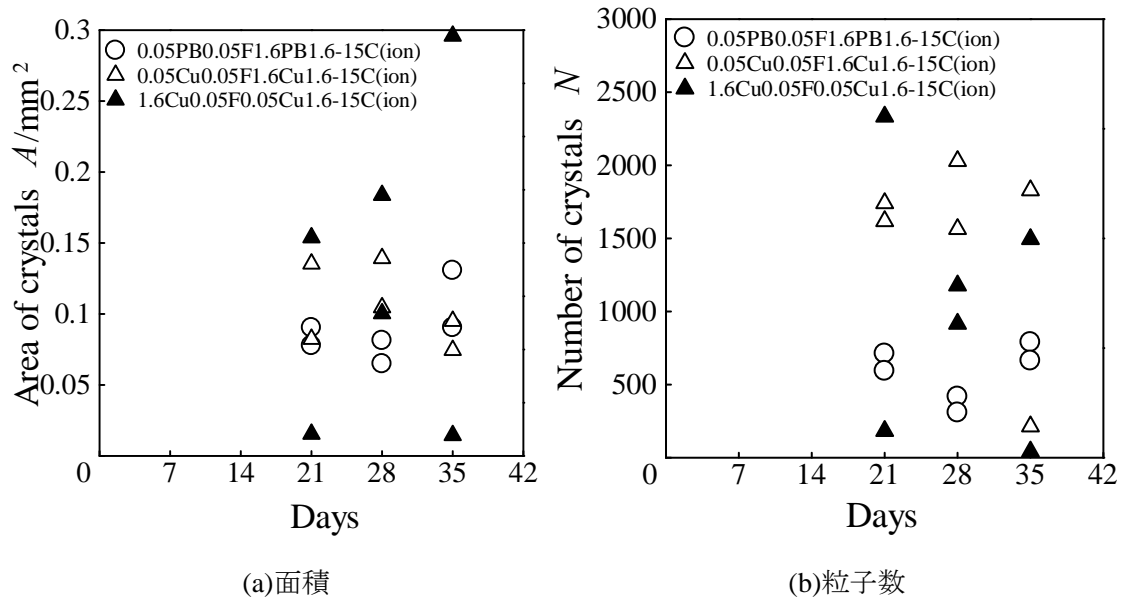 0.3
0.25
0.2
0.15
0.1
0.05
0
Area of crystals A/mm2
0.05PB0.05F1.6PB1.6-15C(ion)
0.05Cu0.05F1.6Cu1.6-15C(ion)
1.6Cu0.05F0.05Cu1.6-15C(ion)
7 14 21 28 35 42
Days
(a)面積
3000
2500
2000
1500
1000
500
0
Number of crystals N
0.05PB0.05F1.6PB1.6-15C(ion)
0.05Cu0.05F1.6Cu1.6-15C(ion)
1.6Cu0.05F0.05Cu1.6-15C(ion)
7 14 21 28 35 42
Days
(b)粒子数